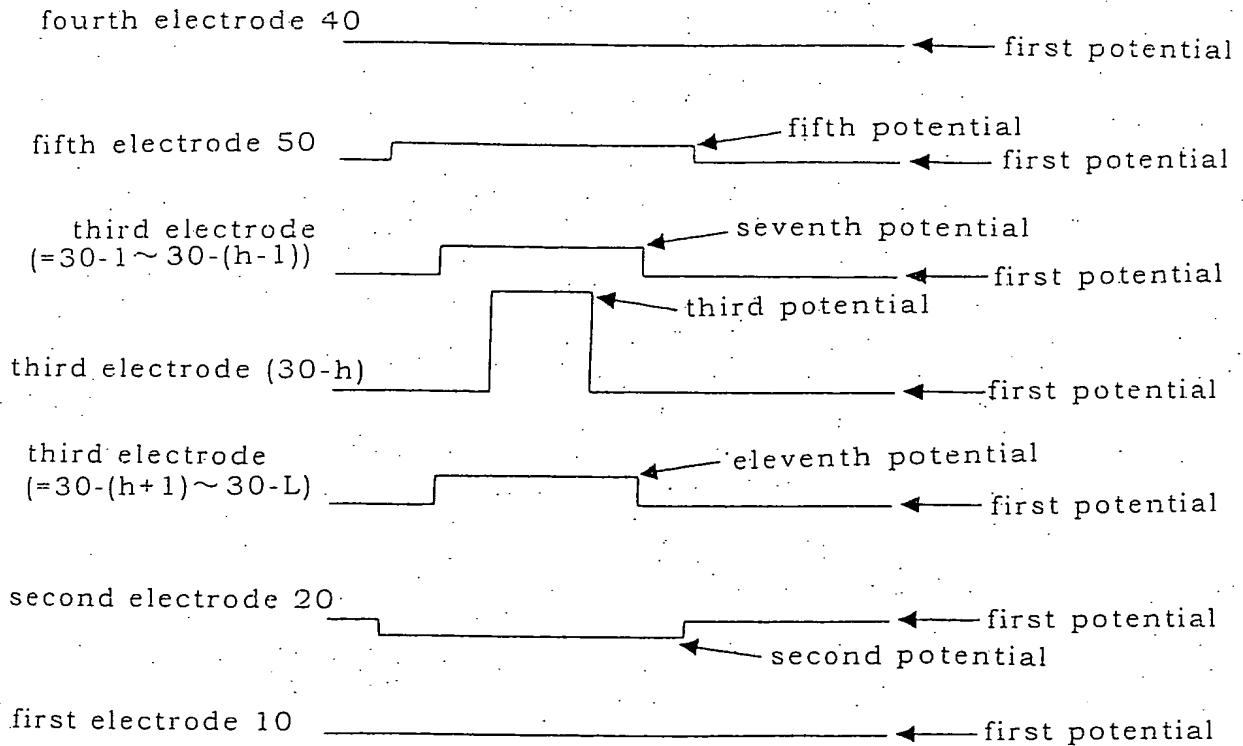 fourth electrode 40
first potential
fifth electrode 50
fifth potential
first potential
third electrode
(=30-1～30-(h-1))
seventh potential
first potential
third potential
third electrode (30-h)
first potential
third electrode
(=30-(h+1)～30-L)
eleventh potential
first potential
second electrode 20
first potential
second potential
first electrode 10
first potential